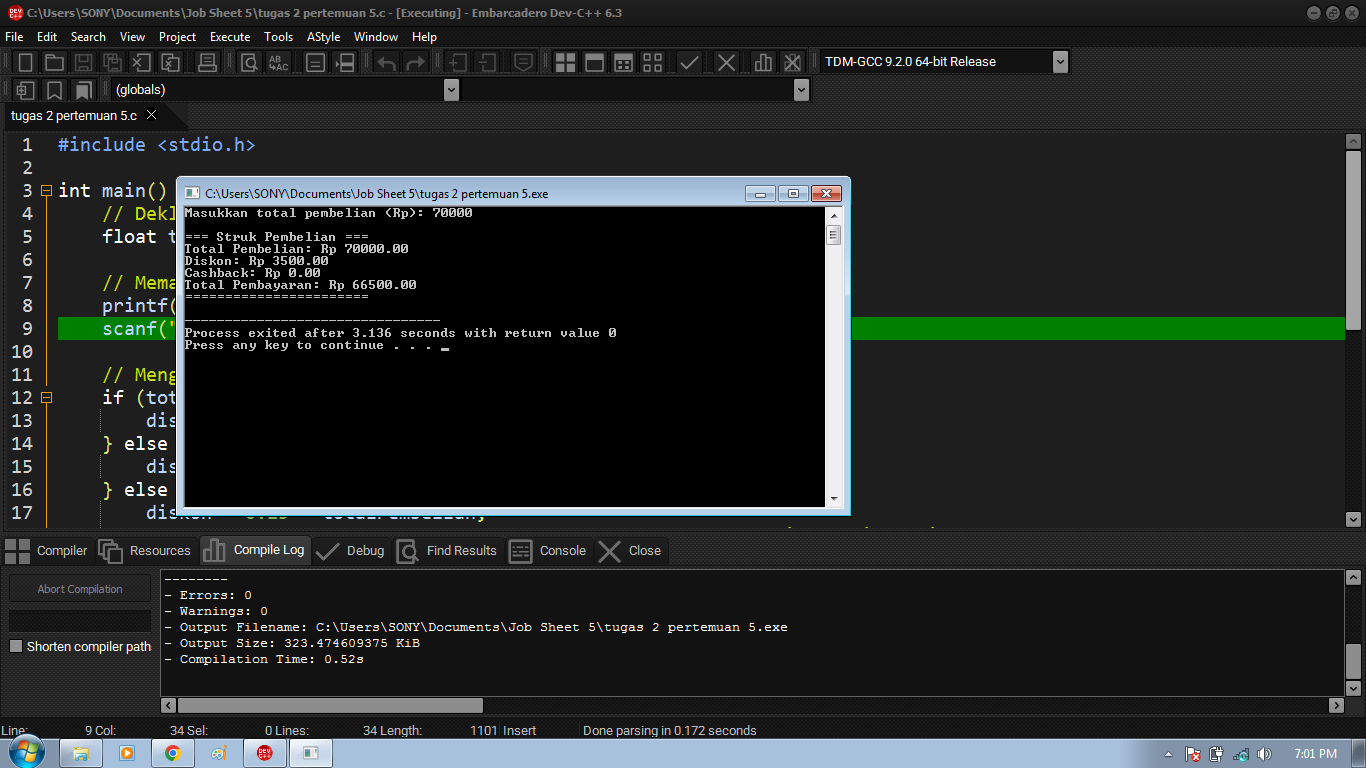 C:\Users\SONY\Documents\Job Sheet 5\tugas 2 pertemuan 5.c - [Executing] - Embarcadero Dev-C++ 6.3
File Edit Search View Project Execute Tools AStyle Window Help
TDM-GCC 9.2.0 64-bit Release
(globals)
tugas 2 pertemuan 5.c
1 #include <stdio.h>
2
3 int main()
4 // Dekl
5 float t
6
7 // Mema
8 printf(
9 scanf("
10
11 // Meng
12 if (tot
13 dis
14 } else
15 dis
16 } else
17
C:\Users\SONY\Documents\Job Sheet 5\tugas 2 pertemuan 5.exe
Masukkan total pembelian (Rp): 70000
=== Struk Pembelian ===
Total Pembelian: Rp 70000.00
Diskon: Rp 3500.00
Cashback: Rp 0.00
Total Pembayaran: Rp 66500.00
=======================
--------------------------------
Process exited after 3.136 seconds with return value 0
Press any key to continue . . .
Compiler Resources Compile Log Debug Find Results Console Close
Abort Compilation
Shorten compiler path
--------
- Errors: 0
- Warnings: 0
- Output Filename: C:\Users\SONY\Documents\Job Sheet 5\tugas 2 pertemuan 5.exe
- Output Size: 323.474609375 KiB
- Compilation Time: 0.52s
Line: 9 Col: 34 Sel: 0 Lines: 34 Length: 1101 Insert Done parsing in 0.172 seconds
7:01 PM